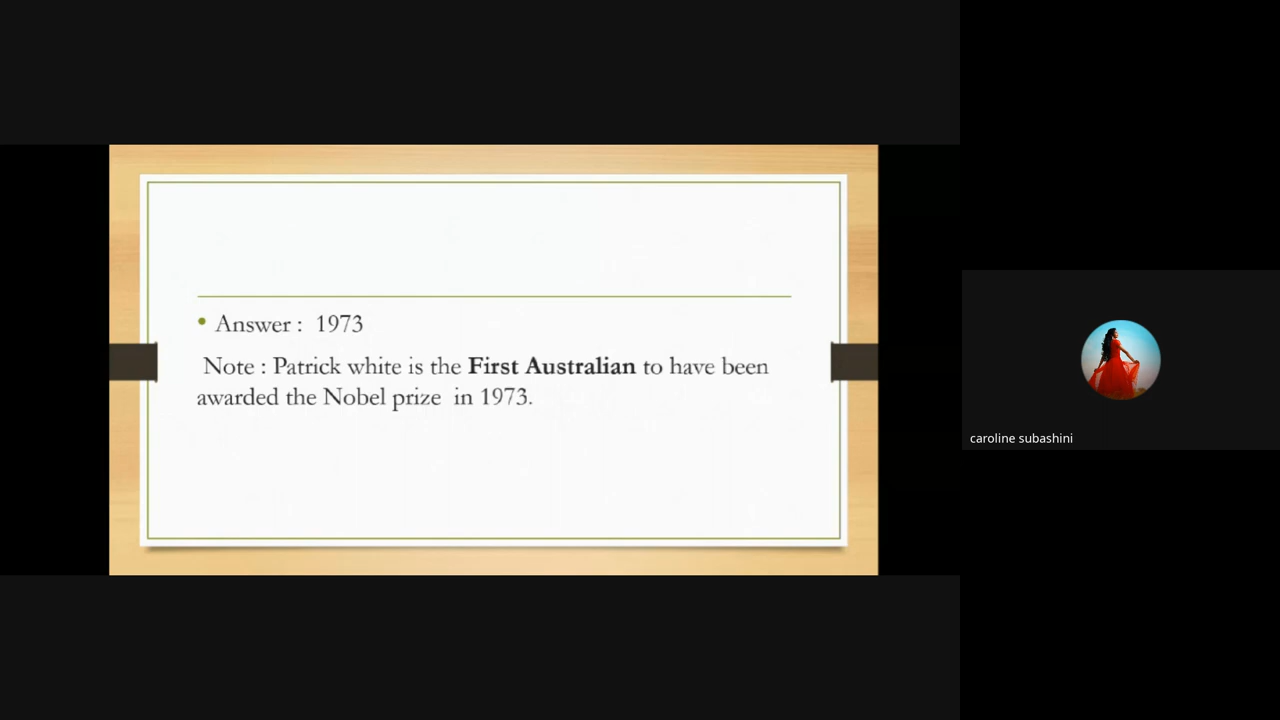 • Answer : 1973
Note : Patrick white is the First Australian to have been
awarded the Nobel prize in 1973.
caroline subashini